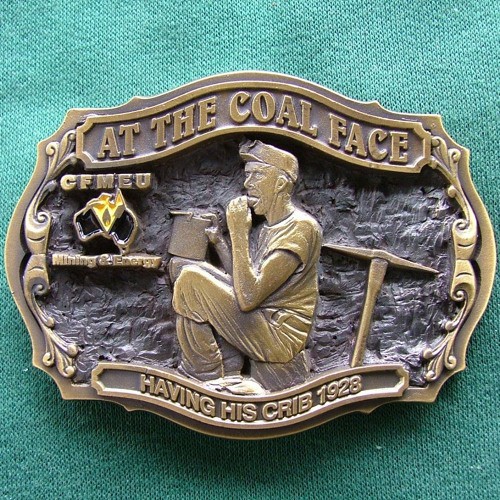 AT THE COAL FACE
CFMEU
Mining & Energy
HAVING HIS CRIB 1928